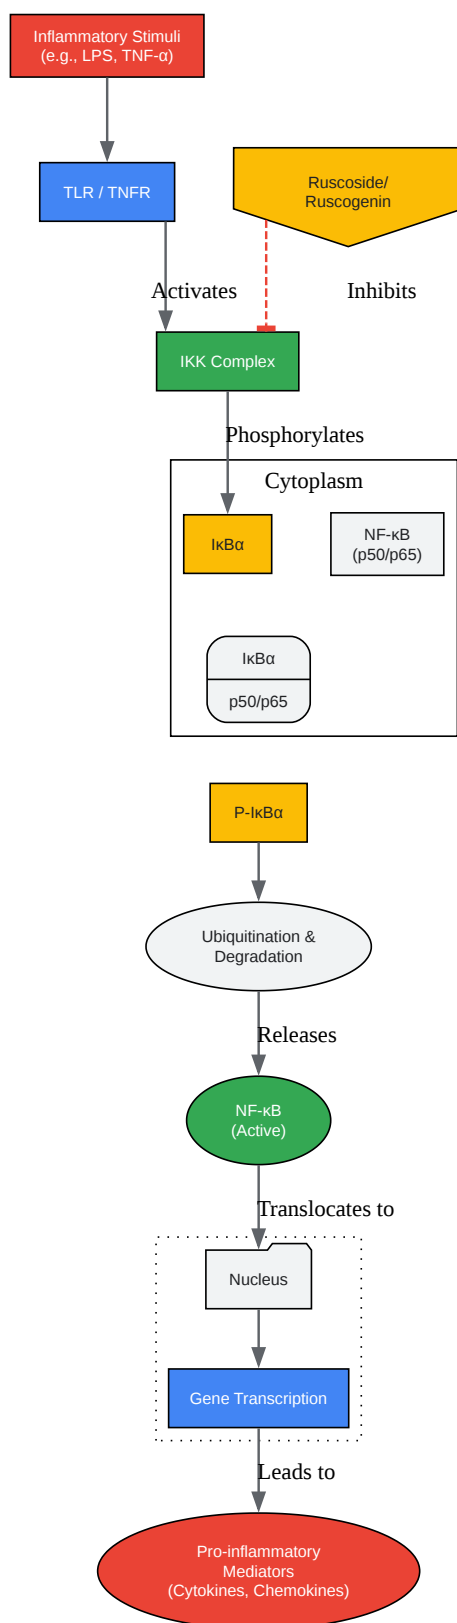 Inflammatory Stimuli
(e.g., LPS, TNF-α)
TLR / TNFR
Ruscoside/
Ruscogenin
Activates
Inhibits
IKK Complex
Phosphorylates
Cytoplasm
IκBα
NF-κB
(p50/p65)
IκBα
p50/p65
P-IκBα
Ubiquitination &
Degradation
Releases
NF-κB
(Active)
Translocates to
Nucleus
Gene Transcription
Leads to
Pro-inflammatory
Mediators
(Cytokines, Chemokines)